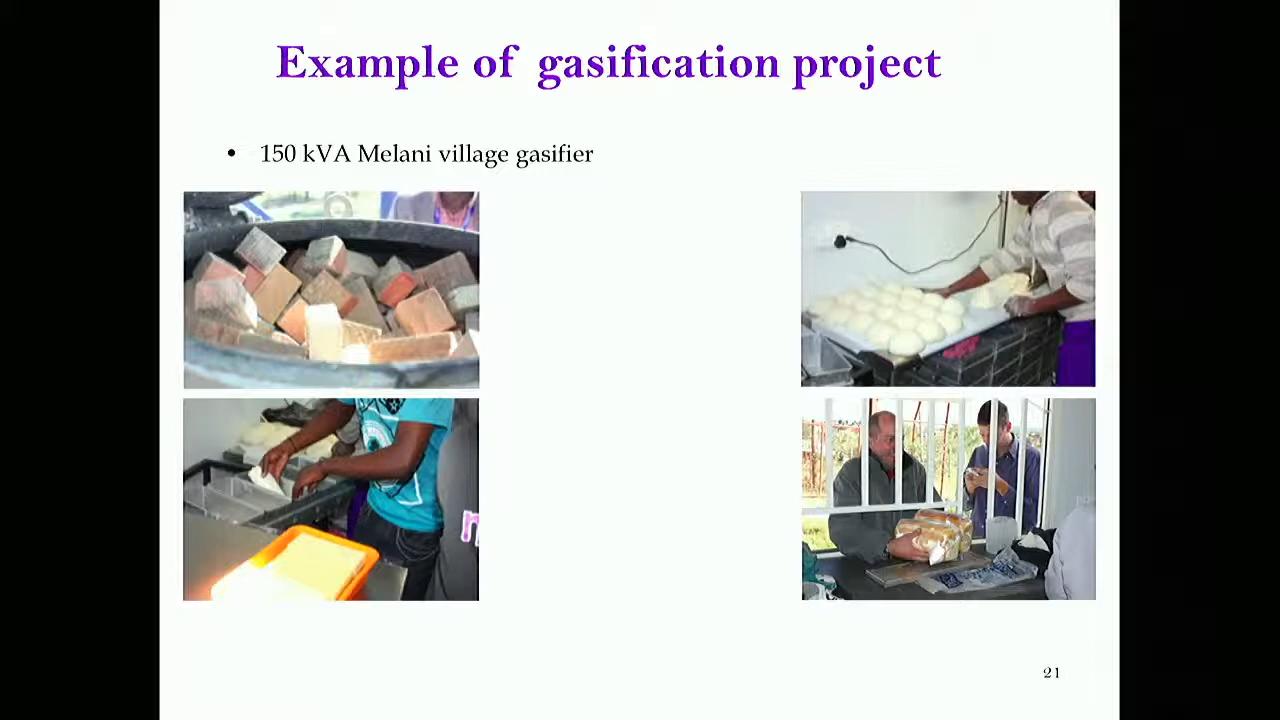 Example of gasification project
• 150 kVA Melani village gasifier
21